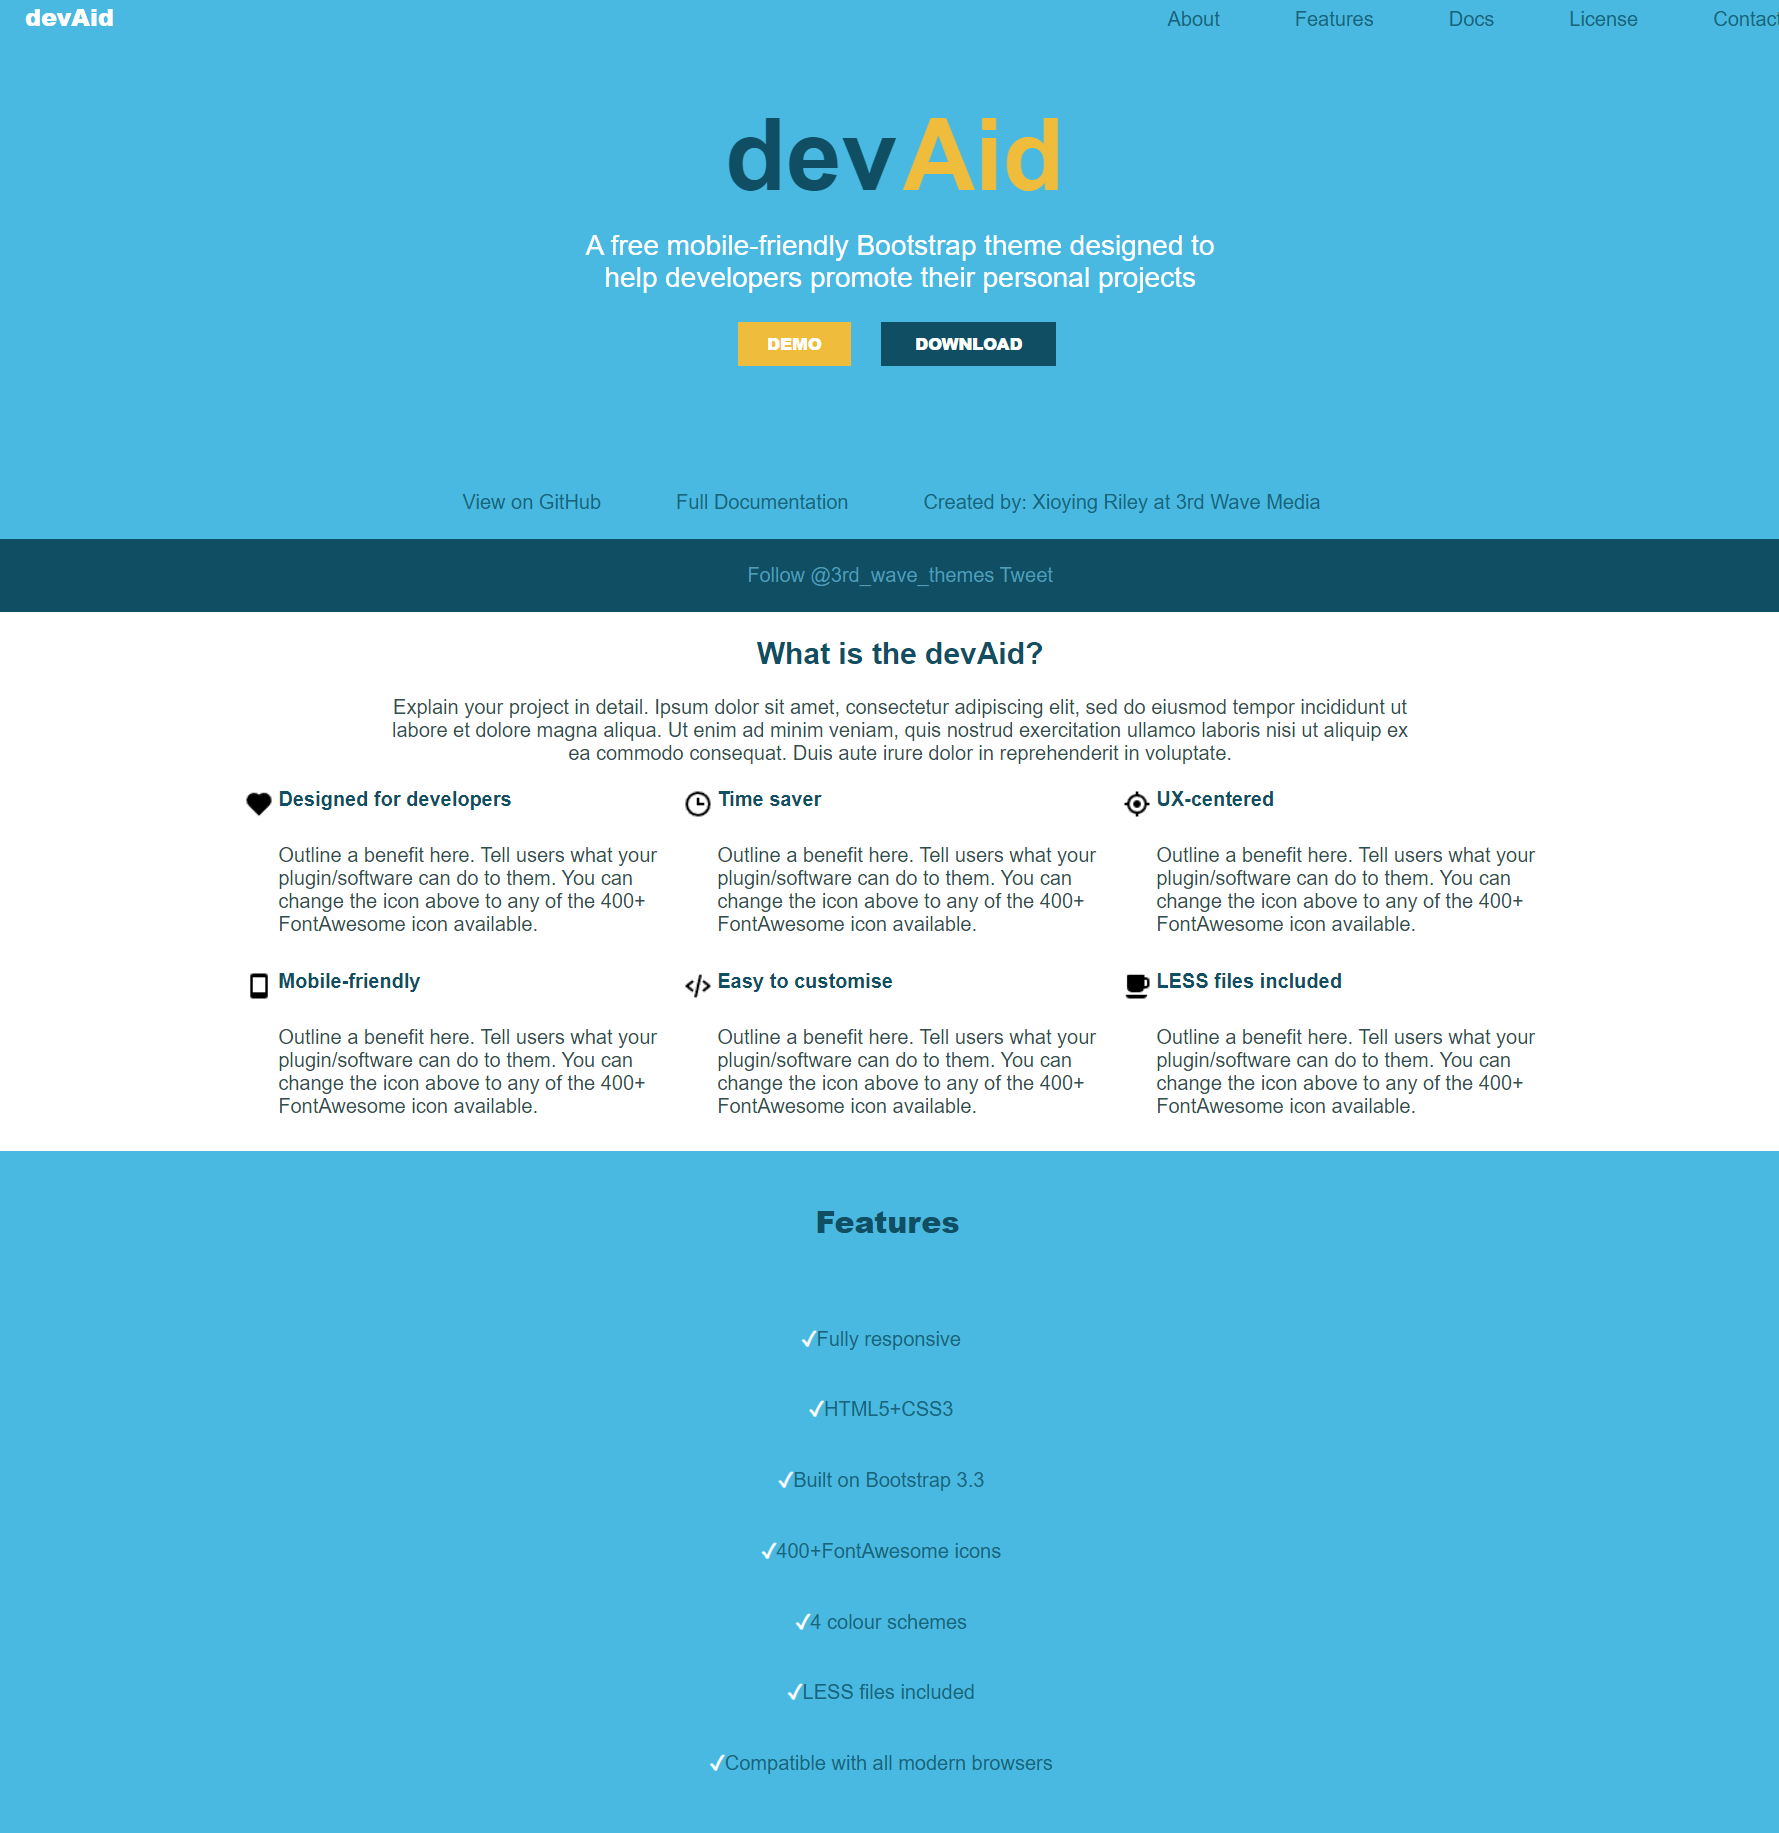 devAid
About Features Docs License Contact
devAid
A free mobile-friendly Bootstrap theme designed to
help developers promote their personal projects
DEMO DOWNLOAD
View on GitHub Full Documentation Created by: Xioying Riley at 3rd Wave Media
Follow @3rd_wave_themes Tweet
What is the devAid?
Explain your project in detail. Ipsum dolor sit amet, consectetur adipiscing elit, sed do eiusmod tempor incididunt ut
labore et dolore magna aliqua. Ut enim ad minim veniam, quis nostrud exercitation ullamco laboris nisi ut aliquip ex
ea commodo consequat. Duis aute irure dolor in reprehenderit in voluptate.
Designed for developers
Outline a benefit here. Tell users what your
plugin/software can do to them. You can
change the icon above to any of the 400+
FontAwesome icon available.
Time saver
Outline a benefit here. Tell users what your
plugin/software can do to them. You can
change the icon above to any of the 400+
FontAwesome icon available.
UX-centered
Outline a benefit here. Tell users what your
plugin/software can do to them. You can
change the icon above to any of the 400+
FontAwesome icon available.
Mobile-friendly
Outline a benefit here. Tell users what your
plugin/software can do to them. You can
change the icon above to any of the 400+
FontAwesome icon available.
Easy to customise
Outline a benefit here. Tell users what your
plugin/software can do to them. You can
change the icon above to any of the 400+
FontAwesome icon available.
LESS files included
Outline a benefit here. Tell users what your
plugin/software can do to them. You can
change the icon above to any of the 400+
FontAwesome icon available.
Features
✓Fully responsive
✓HTML5+CSS3
✓Built on Bootstrap 3.3
✓400+FontAwesome icons
✓4 colour schemes
✓LESS files included
✓Compatible with all modern browsers